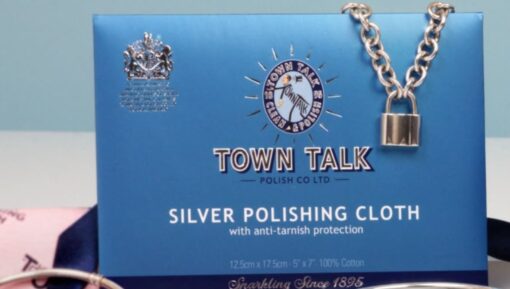 TOWN TALK
CLEAN & POLISH
TOWN TALK
POLISH CO LTD
SILVER POLISHING CLOTH
with anti-tarnish protection
12.5cm x 17.5cm · 5" x 7" 100% Cotton
Sparkling Since 1895